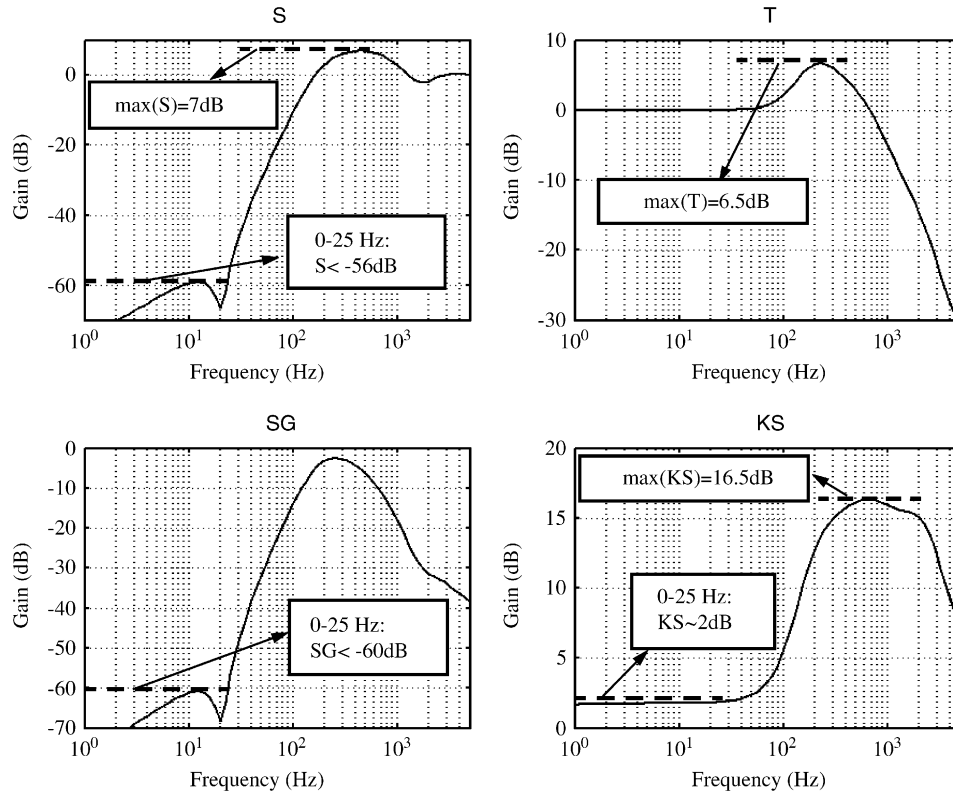 S
0
-20
-40
-60
10^0
10^1
10^2
10^3
Gain (dB)
Frequency (Hz)
max(S)=7dB
0-25 Hz:
S< -56dB
T
10
0
-10
-20
-30
10^0
10^1
10^2
10^3
Gain (dB)
Frequency (Hz)
max(T)=6.5dB
SG
0
-10
-20
-30
-40
-50
-60
-70
10^0
10^1
10^2
10^3
Gain (dB)
Frequency (Hz)
0-25 Hz:
SG< -60dB
KS
20
15
10
5
0
10^0
10^1
10^2
10^3
Gain (dB)
Frequency (Hz)
max(KS)=16.5dB
0-25 Hz:
KS~2dB